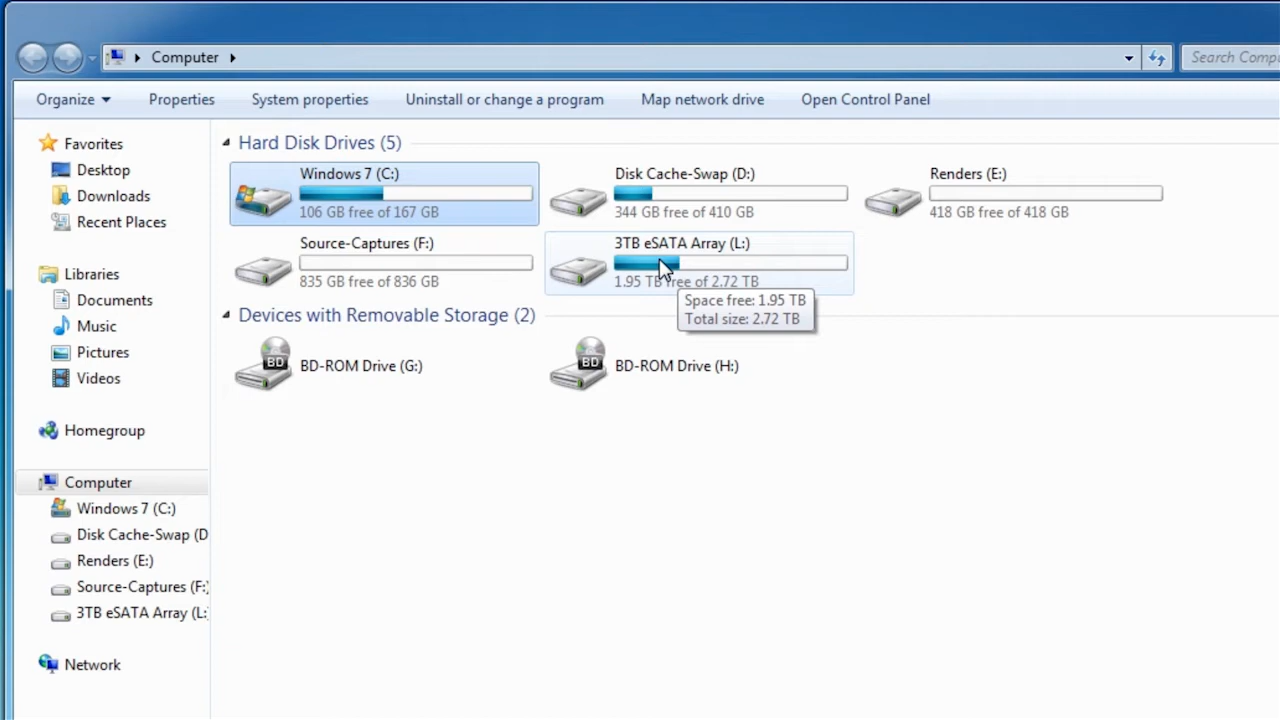 Computer
Search Compu
Organize
Properties
System properties
Uninstall or change a program
Map network drive
Open Control Panel
Favorites
Desktop
Downloads
Recent Places
Libraries
Documents
Music
Pictures
Videos
Homegroup
Computer
Windows 7 (C:)
Disk Cache-Swap (D
Renders (E:)
Source-Captures (F:
3TB eSATA Array (L:
Network
Hard Disk Drives (5)
Windows 7 (C:)
106 GB free of 167 GB
Disk Cache-Swap (D:)
344 GB free of 410 GB
Renders (E:)
418 GB free of 418 GB
Source-Captures (F:)
835 GB free of 836 GB
3TB eSATA Array (L:)
1.95 TB free of 2.72 TB
Space free: 1.95 TB
Total size: 2.72 TB
Devices with Removable Storage (2)
BD
BD-ROM Drive (G:)
BD
BD-ROM Drive (H:)